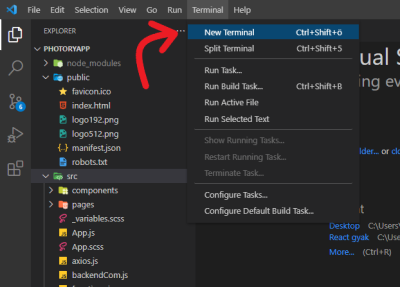 File Edit Selection View Go Run Terminal Help
EXPLORER
PHOTORYAPP
node_modules
public
favicon.ico
index.html
logo192.png
logo512.png
manifest.json
robots.txt
src
components
pages
_variables.scss
App.js
App.scss
axios.js
backendCom.js
6
New Terminal Ctrl+Shift+ö
Split Terminal Ctrl+Shift+5
Run Task...
Run Build Task... Ctrl+Shift+B
Run Active File
Run Selected Text
Show Running Tasks...
Restart Running Task...
Terminate Task...
Configure Tasks...
Configure Default Build Task...
ual S
ng ev
older... or clo
t
Desktop C:\Users
React gyak C:\Use
More... (Ctrl+R)